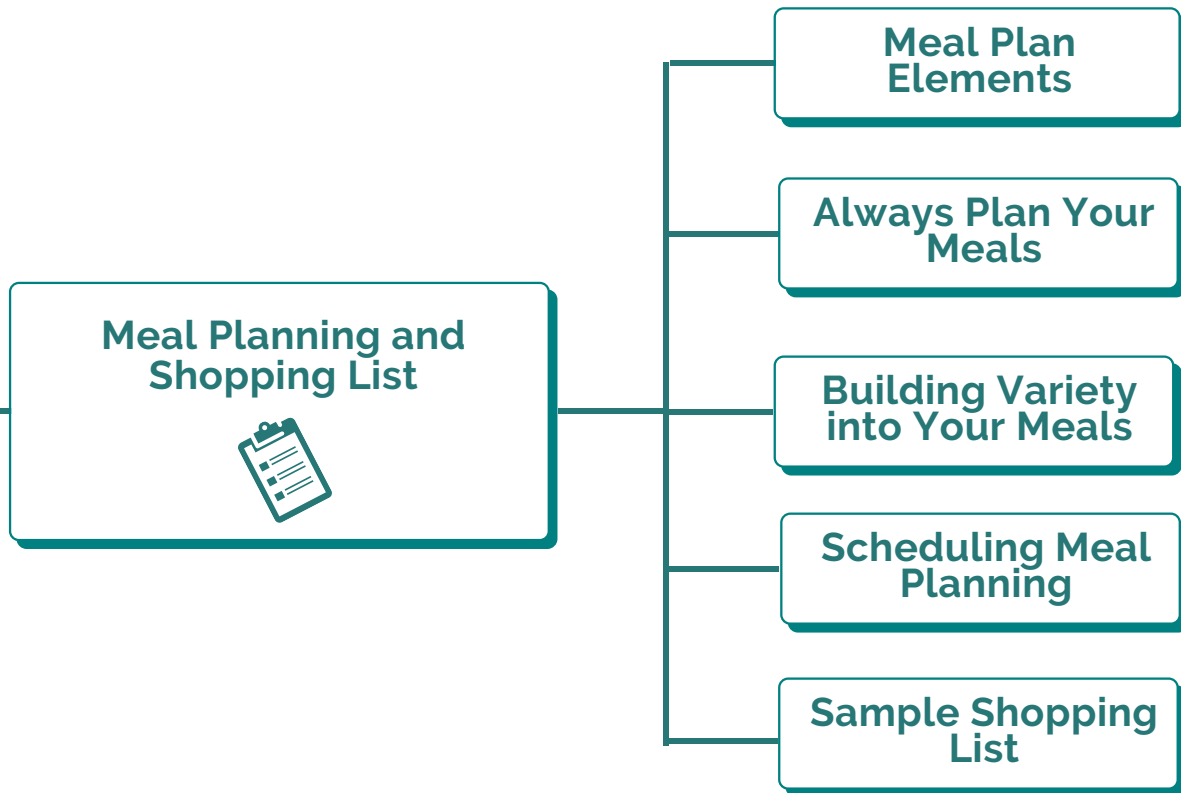 Meal Planning and
Shopping List
Meal Plan
Elements
Always Plan Your
Meals
Building Variety
into Your Meals
Scheduling Meal
Planning
Sample Shopping
List